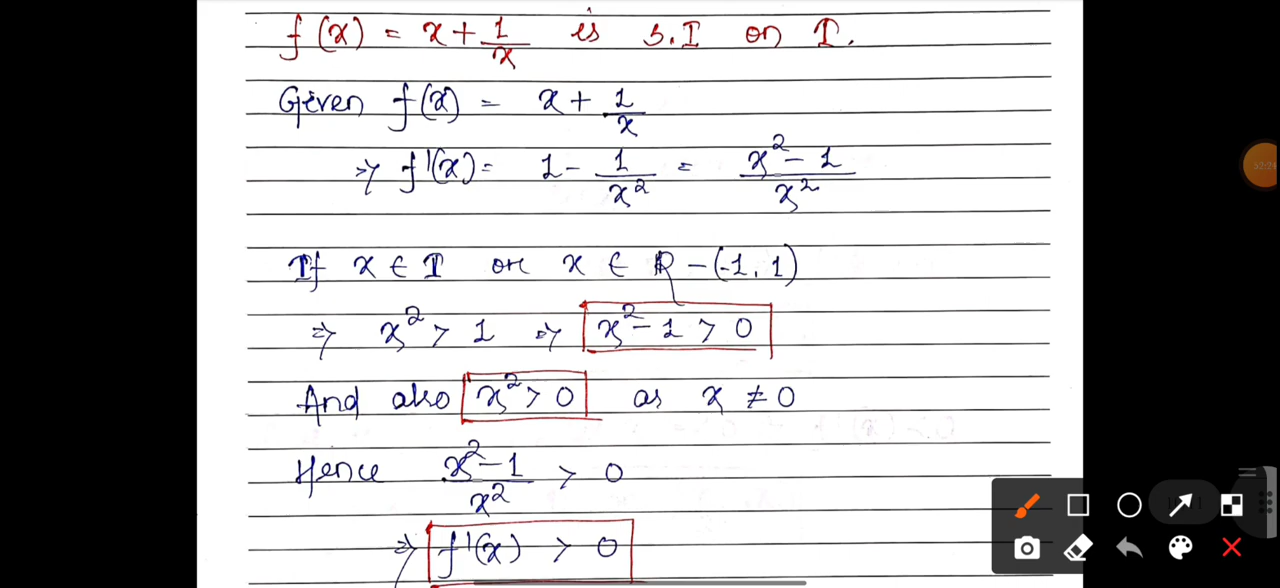 f(x) = x + 1/x is S.I on I.
Given f(x) = x + 1/x
⇒ f'(x) = 1 - 1/x² = (x² - 1)/x²
If x ∈ I or x ∈ R - (-1, 1)
⇒ x² > 1 ⇒ x² - 1 > 0
And also x² > 0 as x ≠ 0
Hence (x² - 1)/x² > 0
⇒ f'(x) > 0